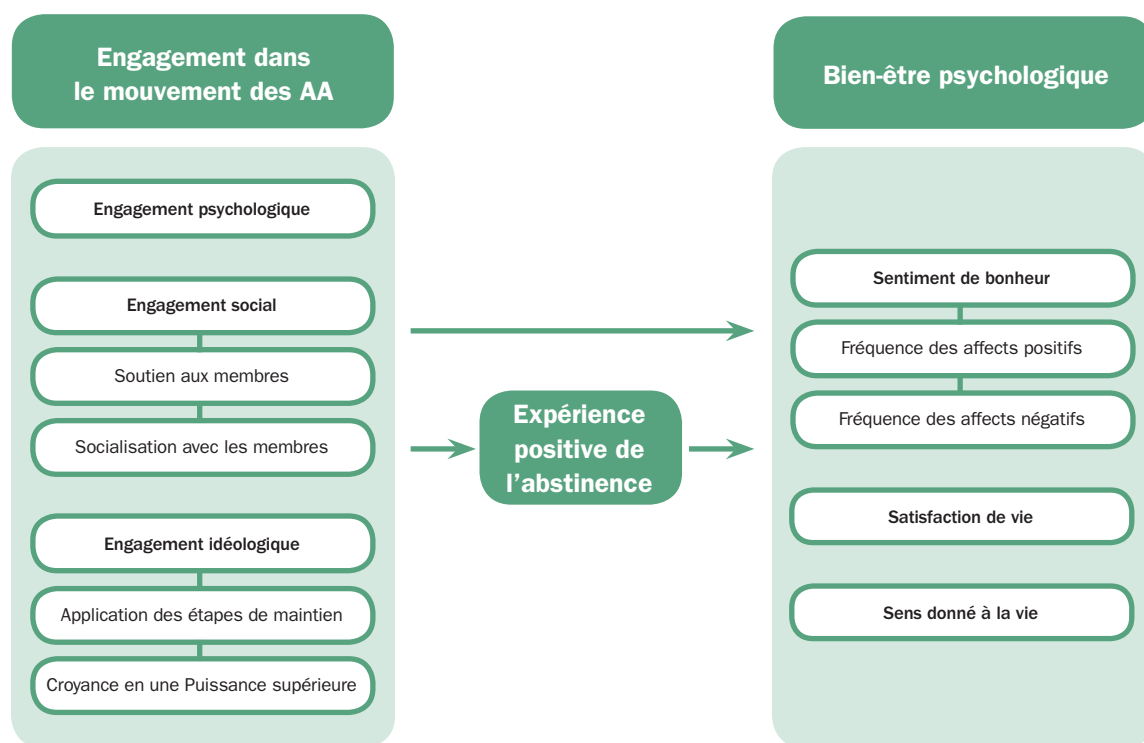 Engagement dans
le mouvement des AA
Engagement psychologique
Engagement social
Soutien aux membres
Socialisation avec les membres
Engagement idéologique
Application des étapes de maintien
Croyance en une Puissance supérieure
Expérience
positive de
l'abstinence
Bien-être psychologique
Sentiment de bonheur
Fréquence des affects positifs
Fréquence des affects négatifs
Satisfaction de vie
Sens donné à la vie